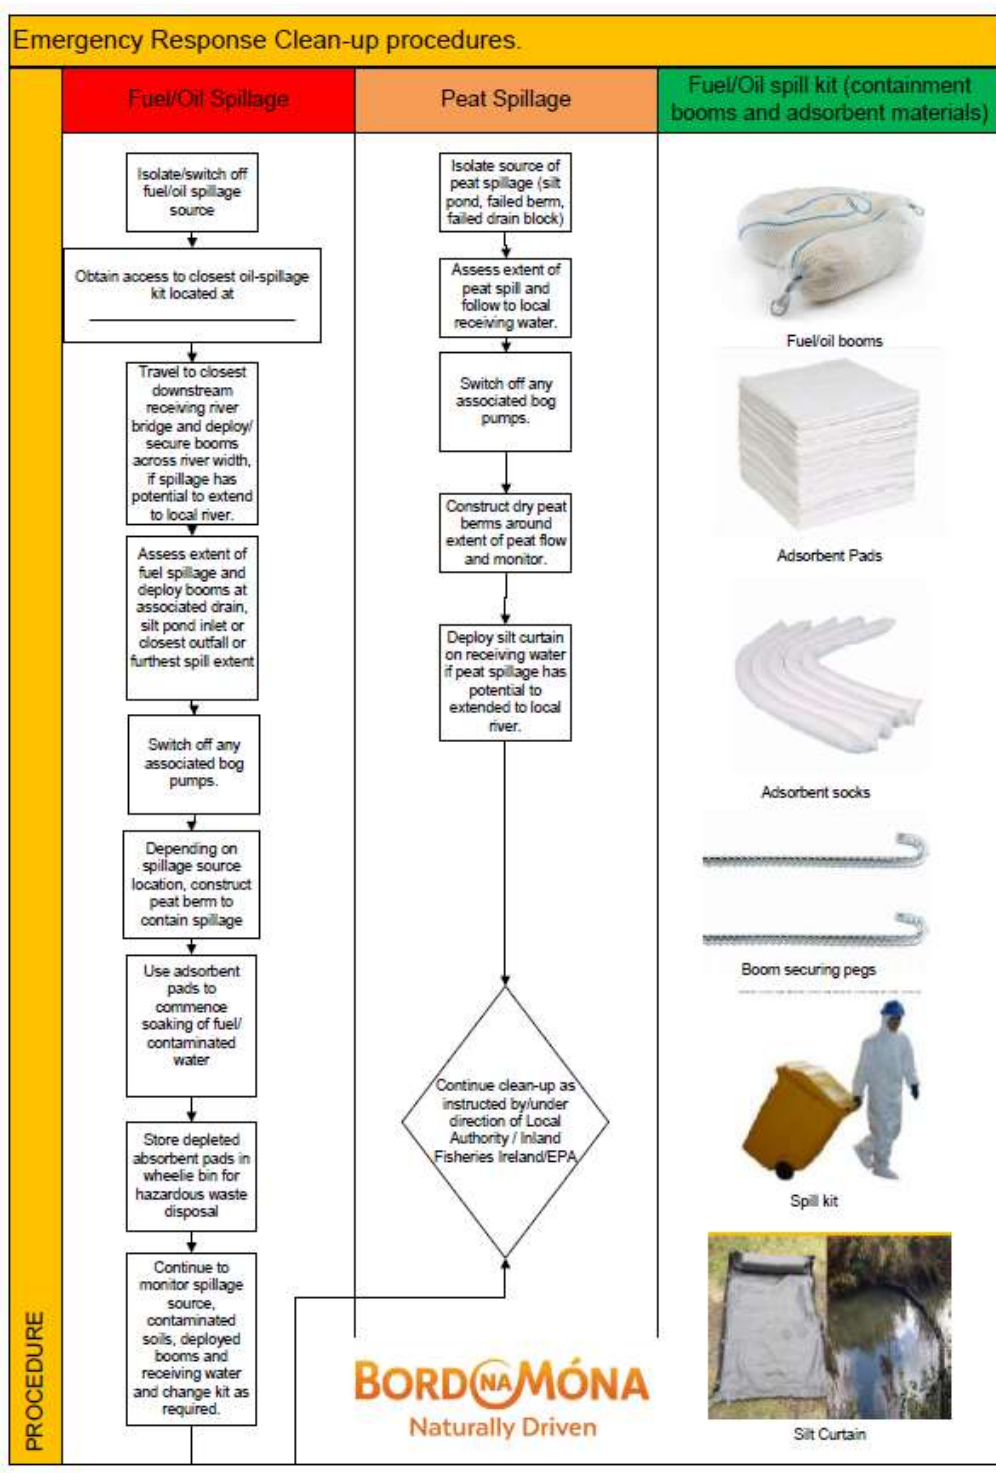 Emergency Response Clean-up procedures.
Fuel/Oil Spillage
Isolate/switch off
fuel/oil spillage
source
Obtain access to closest oil-spillage
kit located at
Travel to closest
downstream
receiving river
bridge and deploy/
secure booms
across river width,
if spillage has
potential to extend
to local river.
Assess extent of
fuel spillage and
deploy booms at
associated drain,
silt pond inlet or
closest outfall or
furthest spill extent
Switch off any
associated bog
pumps.
Depending on
spillage source
location, construct
peat berm to
contain spillage
Use adsorbent
pads to
commence
soaking of fuel/
contaminated
water
Store depleted
absorbent pads in
wheelie bin for
hazardous waste
disposal
Continue to
monitor spillage
source,
contaminated
soils, deployed
booms and
receiving water
and change kit as
required.
Peat Spillage
Isolate source of
peat spillage (silt
pond, failed berm,
failed drain block)
Assess extent of
peat spill and
follow to local
receiving water.
Switch off any
associated bog
pumps.
Construct dry peat
berms around
extent of peat flow
and monitor.
Deploy silt curtain
on receiving water
if peat spillage has
potential to
extended to local
river.
Continue clean-up as
instructed by/under
direction of Local
Authority / Inland
Fisheries Ireland/EPA
BORD NA MÓNA
Naturally Driven
Fuel/Oil spill kit (containment
booms and adsorbent materials)
Fuel/oil booms
Adsorbent Pads
Adsorbent socks
Boom securing pegs
Spill kit
Silt Curtain
PROCEDURE